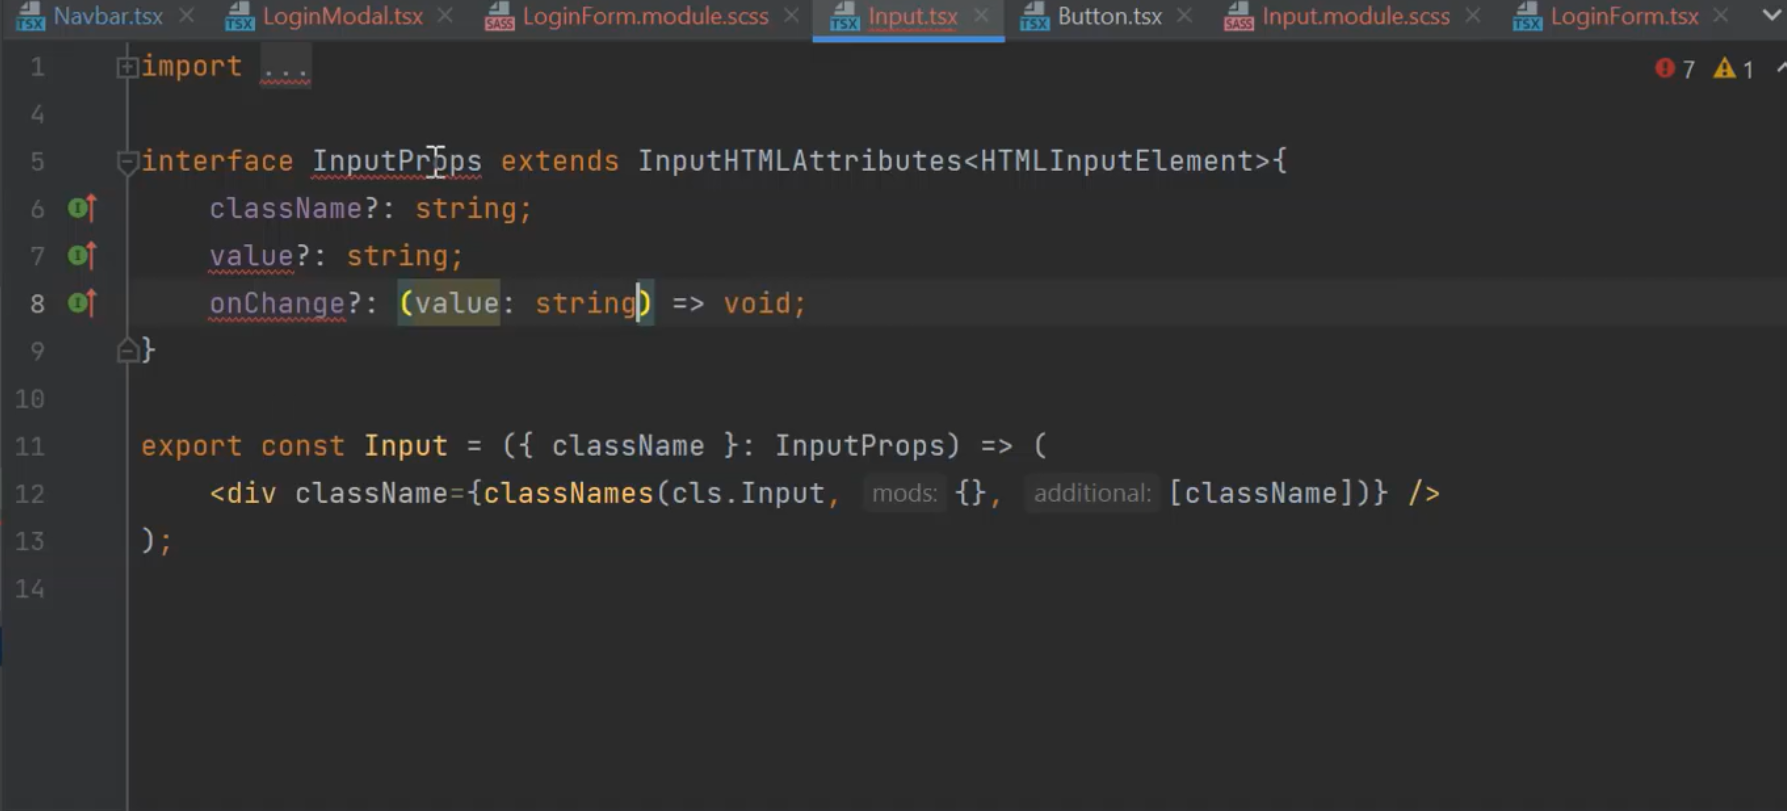 Navbar.tsx LoginModal.tsx LoginForm.module.scss Input.tsx Button.tsx Input.module.scss LoginForm.tsx
1 import ... 7 1
4
5 interface InputProps extends InputHTMLAttributes<HTMLInputElement>{
6 className?: string;
7 value?: string;
8 onChange?: (value: string) => void;
9 }
10
11 export const Input = ({ className }: InputProps) => (
12 <div className={classNames(cls.Input, mods: {}, additional: [className])} />
13 );
14